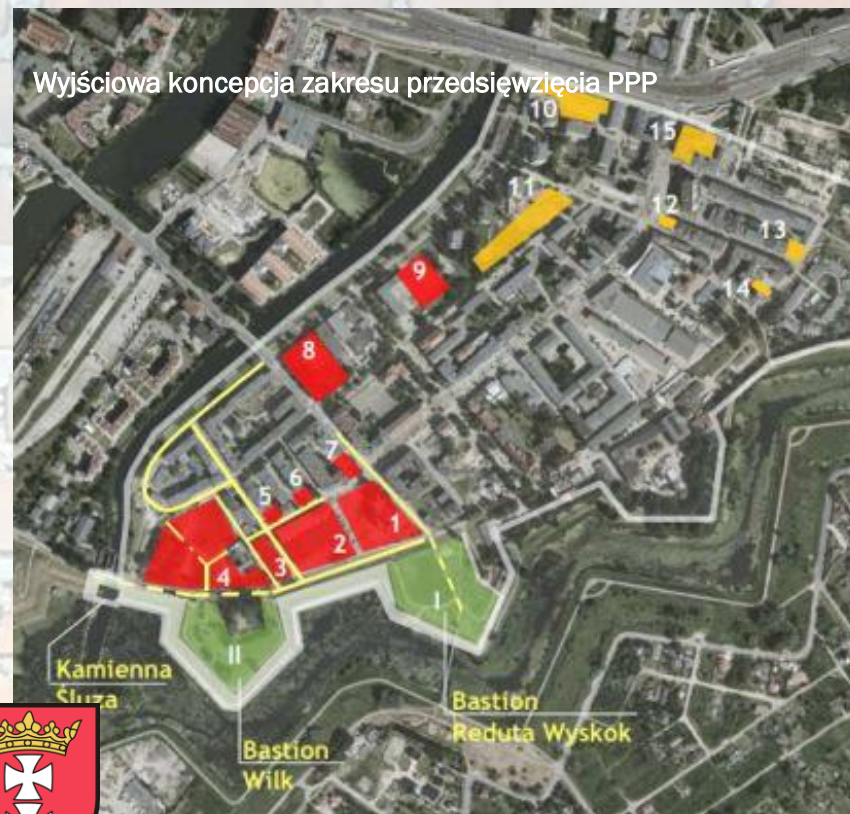 Wyjściowa koncepcja zakresu przedsięwzięcia PPP
10
15
11
12
13
14
9
8
7
6
5
1
2
3
4
I
II
Kamienna
Śluza
Bastion
Reduta Wyskok
Bastion
Wilk